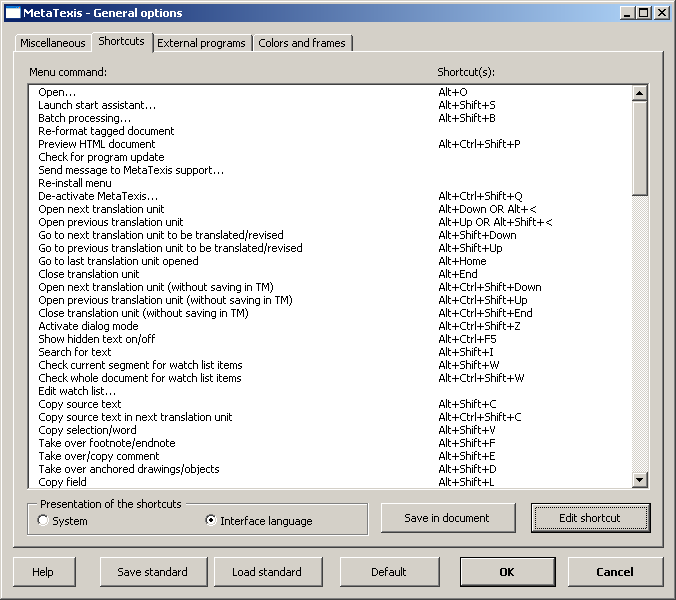 MetaTexis - General options
Miscellaneous Shortcuts External programs Colors and frames
Menu command: Shortcut(s):
Open... Alt+O
Launch start assistant... Alt+Shift+S
Batch processing... Alt+Shift+B
Re-format tagged document
Preview HTML document Alt+Ctrl+Shift+P
Check for program update
Send message to MetaTexis support...
Re-install menu
De-activate MetaTexis... Alt+Ctrl+Shift+Q
Open next translation unit Alt+Down OR Alt+<
Open previous translation unit Alt+Up OR Alt+Shift+<
Go to next translation unit to be translated/revised Alt+Shift+Down
Go to previous translation unit to be translated/revised Alt+Shift+Up
Go to last translation unit opened Alt+Home
Close translation unit Alt+End
Open next translation unit (without saving in TM) Alt+Ctrl+Shift+Down
Open previous translation unit (without saving in TM) Alt+Ctrl+Shift+Up
Close translation unit (without saving in TM) Alt+Ctrl+Shift+End
Activate dialog mode Alt+Ctrl+Shift+Z
Show hidden text on/off Alt+Ctrl+F5
Search for text Alt+Shift+I
Check current segment for watch list items Alt+Shift+W
Check whole document for watch list items Alt+Ctrl+Shift+W
Edit watch list...
Copy source text Alt+Shift+C
Copy source text in next translation unit Alt+Ctrl+Shift+C
Copy selection/word Alt+Shift+V
Take over footnote/endnote Alt+Shift+F
Take over/copy comment Alt+Shift+E
Take over anchored drawings/objects Alt+Shift+D
Copy field Alt+Shift+L
Presentation of the shortcuts
System Interface language Save in document Edit shortcut
Help Save standard Load standard Default OK Cancel